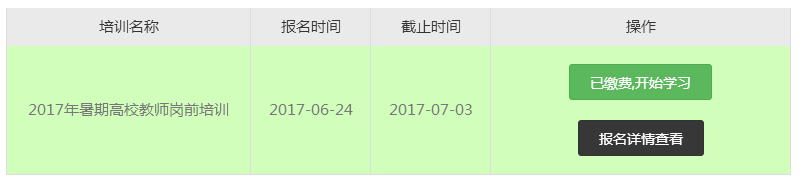 培训名称 报名时间 截止时间 操作
2017年暑期高校教师岗前培训 2017-06-24 2017-07-03 已缴费,开始学习
报名详情查看